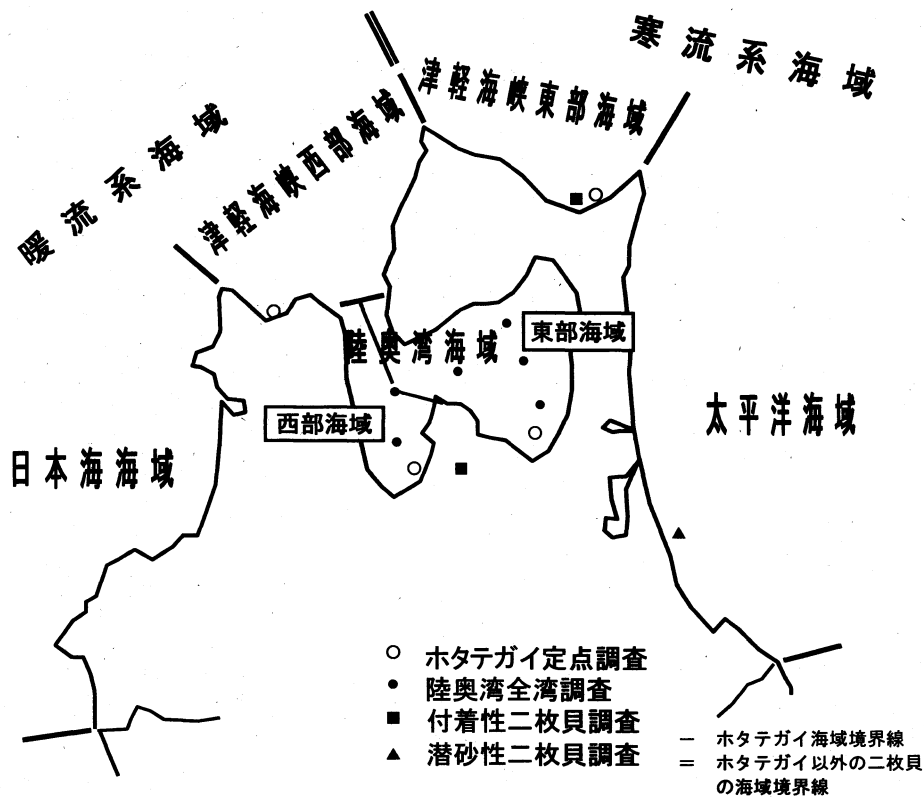 寒流系海域
津軽海峡東部海域
暖流系海域
津軽海峡西部海域
陸奥湾海域
東部海域
西部海域
太平洋海域
日本海海域
○ ホタテガイ定点調査
● 陸奥湾全湾調査
■ 付着性二枚貝調査
▲ 潜砂性二枚貝調査
― ホタテガイ海域境界線
＝ ホタテガイ以外の二枚貝
の海域境界線